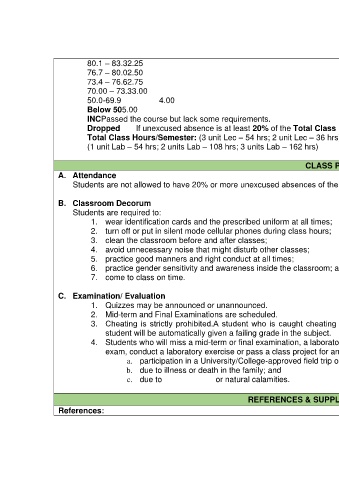 80.1 – 83.32.25
76.7 – 80.02.50
73.4 – 76.62.75
70.00 – 73.33.00
50.0-69.9 4.00
Below 505.00
INCPassed the course but lack some requirements.
Dropped If unexcused absence is at least 20% of the Total Class
Total Class Hours/Semester: (3 unit Lec – 54 hrs; 2 unit Lec – 36 hrs
(1 unit Lab – 54 hrs; 2 units Lab – 108 hrs; 3 units Lab – 162 hrs)
CLASS P
A. Attendance
Students are not allowed to have 20% or more unexcused absences of the
B. Classroom Decorum
Students are required to:
1. wear identification cards and the prescribed uniform at all times;
2. turn off or put in silent mode cellular phones during class hours;
3. clean the classroom before and after classes;
4. avoid unnecessary noise that might disturb other classes;
5. practice good manners and right conduct at all times;
6. practice gender sensitivity and awareness inside the classroom; a
7. come to class on time.
C. Examination/ Evaluation
1. Quizzes may be announced or unannounced.
2. Mid-term and Final Examinations are scheduled.
3. Cheating is strictly prohibited.A student who is caught cheating
student will be automatically given a failing grade in the subject.
4. Students who will miss a mid-term or final examination, a laborato
exam, conduct a laboratory exercise or pass a class project for an
a. participation in a University/College-approved field trip o
b. due to illness or death in the family; and
c. due to or natural calamities.
REFERENCES & SUPPL
References: